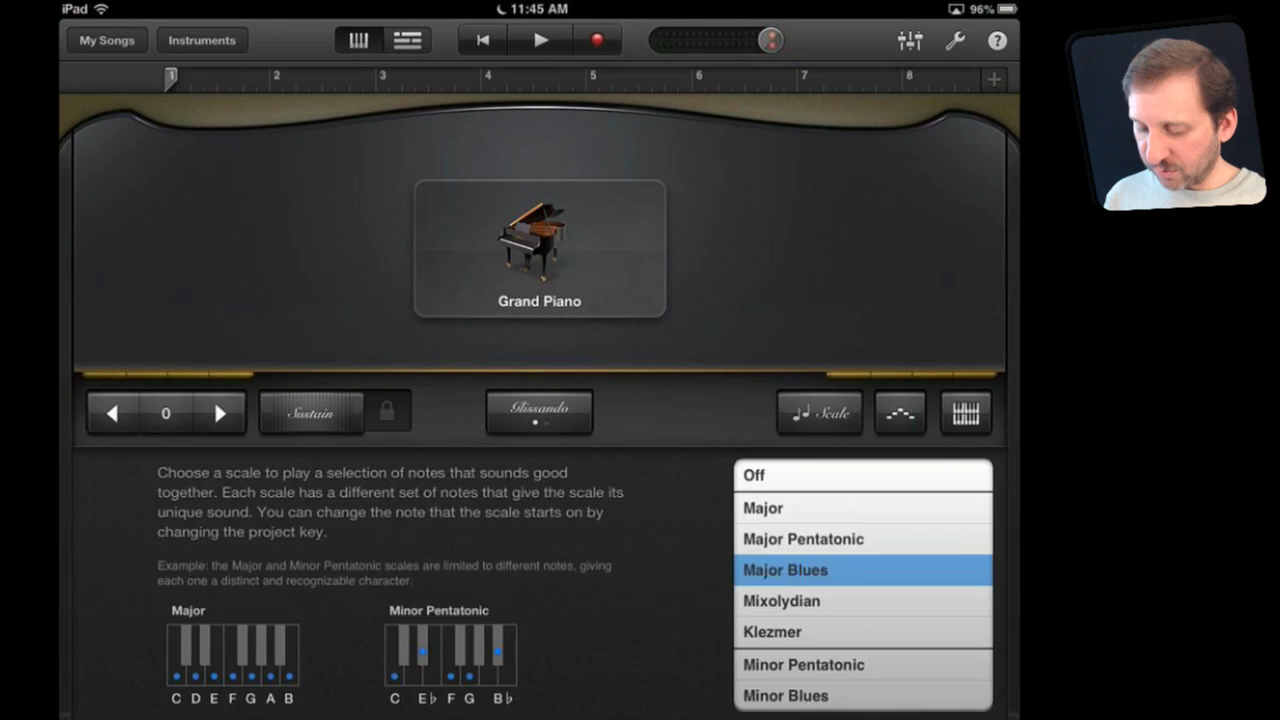 iPad 11:45 AM 96%
My Songs Instruments ?
1 2 3 4 5 6 7 8 +
Grand Piano
0 Sustain Glissando Scale
Choose a scale to play a selection of notes that sounds good
together. Each scale has a different set of notes that give the scale its
unique sound. You can change the note that the scale starts on by
changing the project key.
Example: the Major and Minor Pentatonic scales are limited to different notes, giving
each one a distinct and recognizable character.
Major
C D E F G A B
Minor Pentatonic
C E♭ F G B♭
Off
Major
Major Pentatonic
Major Blues
Mixolydian
Klezmer
Minor Pentatonic
Minor Blues